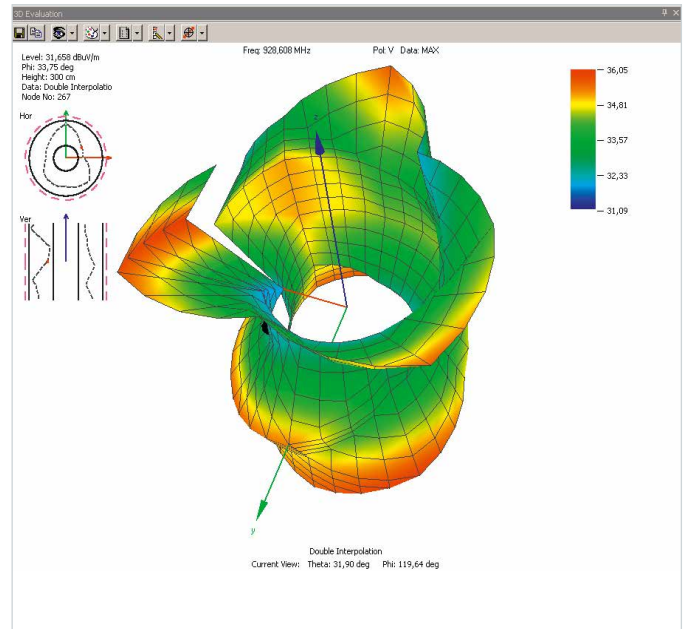 3D Evaluation
Freq: 928,608 MHz
Pol: V Data: MAX
Level: 31,658 dBuV/m
Phi: 33,75 deg
Height: 300 cm
Data: Double Interpolatio
Node No: 267
Hor
Ver
z
y
36,05
34,81
33,57
32,33
31,09
Double Interpolation
Current View: Theta: 31,90 deg Phi: 119,64 deg